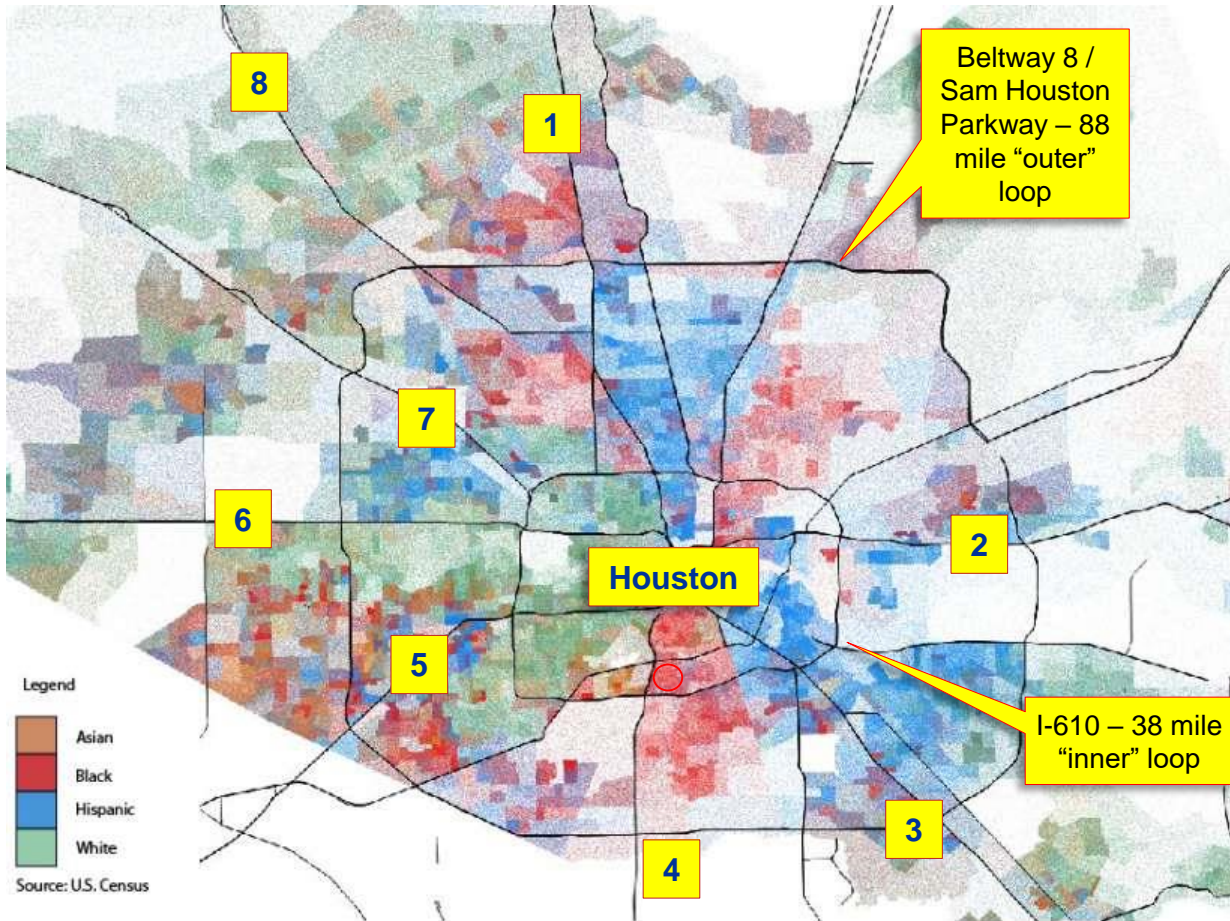 Beltway 8 /
Sam Houston
Parkway – 88
mile “outer”
loop
8
1
7
6
2
Houston
5
I-610 – 38 mile
“inner” loop
3
4
Legend
Asian
Black
Hispanic
White
Source: U.S. Census